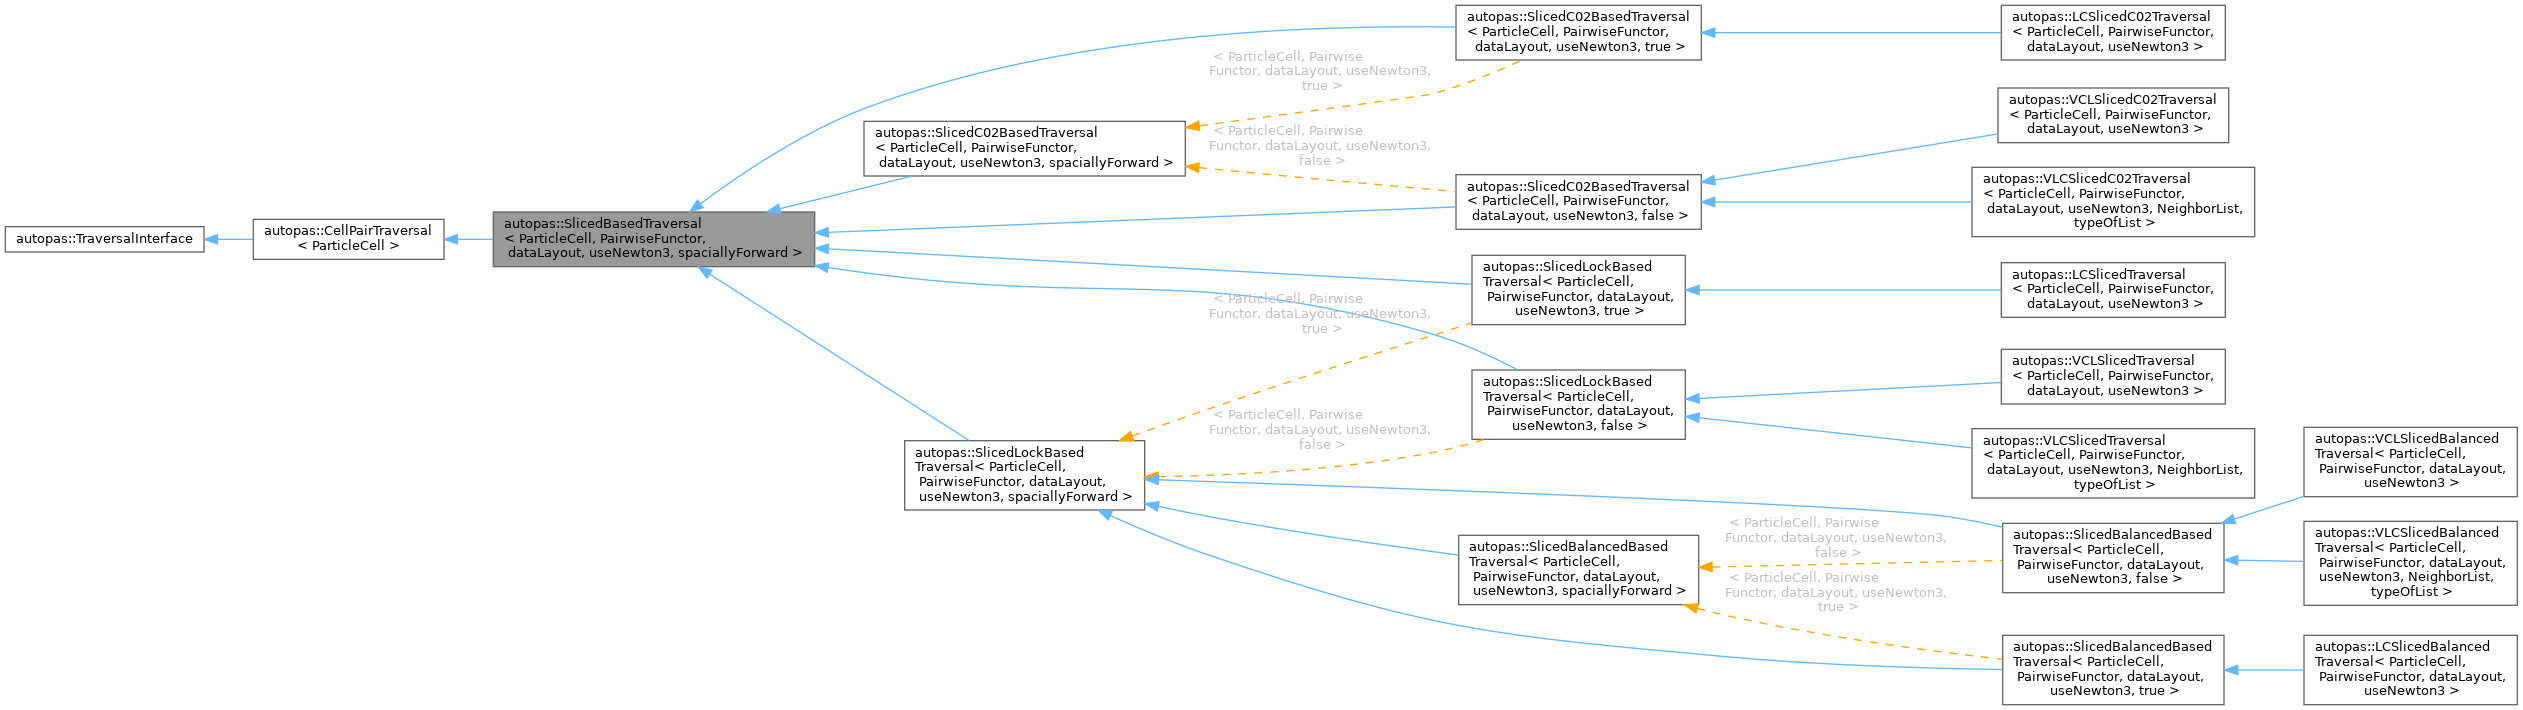 autopas::TraversalInterface
autopas::CellPairTraversal
< ParticleCell >
autopas::SlicedBasedTraversal
< ParticleCell, PairwiseFunctor,
dataLayout, useNewton3, spaciallyForward >
autopas::SlicedC02BasedTraversal
< ParticleCell, PairwiseFunctor,
dataLayout, useNewton3, spaciallyForward >
autopas::SlicedLockBased
Traversal< ParticleCell,
PairwiseFunctor, dataLayout,
useNewton3, spaciallyForward >
< ParticleCell, Pairwise
Functor, dataLayout, useNewton3,
true >
< ParticleCell, Pairwise
Functor, dataLayout, useNewton3,
false >
< ParticleCell, Pairwise
Functor, dataLayout, useNewton3,
true >
< ParticleCell, Pairwise
Functor, dataLayout, useNewton3,
false >
autopas::SlicedC02BasedTraversal
< ParticleCell, PairwiseFunctor,
dataLayout, useNewton3, true >
autopas::SlicedC02BasedTraversal
< ParticleCell, PairwiseFunctor,
dataLayout, useNewton3, false >
autopas::SlicedLockBased
Traversal< ParticleCell,
PairwiseFunctor, dataLayout,
useNewton3, true >
autopas::SlicedLockBased
Traversal< ParticleCell,
PairwiseFunctor, dataLayout,
useNewton3, false >
autopas::SlicedBalancedBased
Traversal< ParticleCell,
PairwiseFunctor, dataLayout,
useNewton3, spaciallyForward >
< ParticleCell, Pairwise
Functor, dataLayout, useNewton3,
false >
< ParticleCell, Pairwise
Functor, dataLayout, useNewton3,
true >
autopas::LCSlicedC02Traversal
< ParticleCell, PairwiseFunctor,
dataLayout, useNewton3 >
autopas::VCLSlicedC02Traversal
< ParticleCell, PairwiseFunctor,
dataLayout, useNewton3 >
autopas::VLCSlicedC02Traversal
< ParticleCell, PairwiseFunctor,
dataLayout, useNewton3, NeighborList,
typeOfList >
autopas::LCSlicedTraversal
< ParticleCell, PairwiseFunctor,
dataLayout, useNewton3 >
autopas::VCLSlicedTraversal
< ParticleCell, PairwiseFunctor,
dataLayout, useNewton3 >
autopas::VLCSlicedTraversal
< ParticleCell, PairwiseFunctor,
dataLayout, useNewton3, NeighborList,
typeOfList >
autopas::SlicedBalancedBased
Traversal< ParticleCell,
PairwiseFunctor, dataLayout,
useNewton3, false >
autopas::SlicedBalancedBased
Traversal< ParticleCell,
PairwiseFunctor, dataLayout,
useNewton3, true >
autopas::VCLSlicedBalanced
Traversal< ParticleCell,
PairwiseFunctor, dataLayout,
useNewton3 >
autopas::VLCSlicedBalanced
Traversal< ParticleCell,
PairwiseFunctor, dataLayout,
useNewton3, NeighborList,
typeOfList >
autopas::LCSlicedBalanced
Traversal< ParticleCell,
PairwiseFunctor, dataLayout,
useNewton3 >